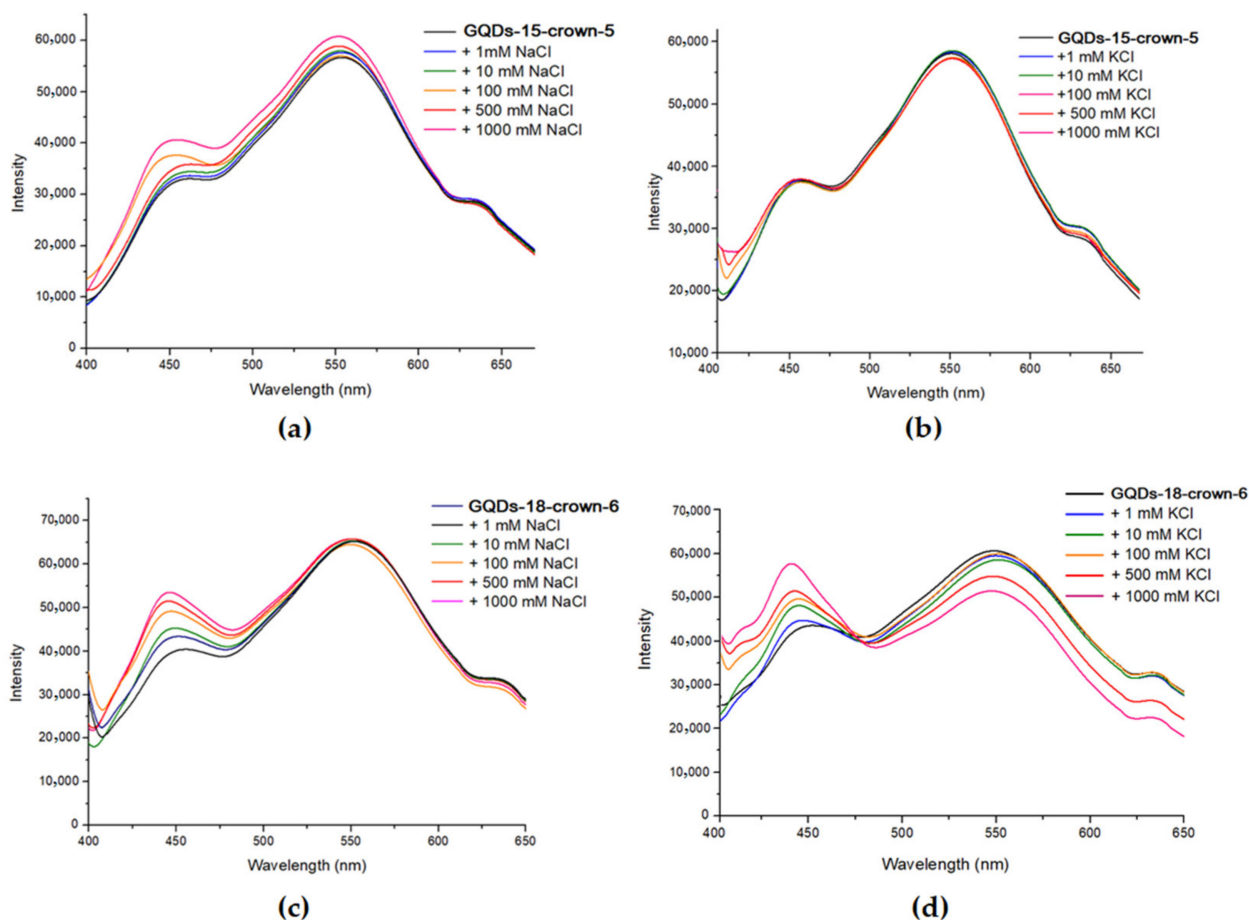 GQDs-15-crown-5
+ 1mM NaCl
+ 10 mM NaCl
+ 100 mM NaCl
+ 500 mM NaCl
+ 1000 mM NaCl
60,000
50,000
40,000
30,000
20,000
10,000
0
Intensity
400 450 500 550 600 650
Wavelength (nm)
(a)
GQDs-15-crown-5
+1 mM KCl
+10 mM KCl
+100 mM KCl
+ 500 mM KCl
+1000 mM KCl
60,000
50,000
40,000
30,000
20,000
10,000
Intensity
400 450 500 550 600 650
Wavelength (nm)
(b)
GQDs-18-crown-6
+ 1 mM NaCl
+ 10 mM NaCl
+ 100 mM NaCl
+ 500 mM NaCl
+ 1000 mM NaCl
70,000
60,000
50,000
40,000
30,000
20,000
10,000
0
Intensity
400 450 500 550 600 650
Wavelength (nm)
(c)
GQDs-18-crown-6
+ 1 mM KCl
+ 10 mM KCl
+ 100 mM KCl
+ 500 mM KCl
+ 1000 mM KCl
70,000
60,000
50,000
40,000
30,000
20,000
10,000
0
Intensity
400 450 500 550 600 650
Wavelength (nm)
(d)